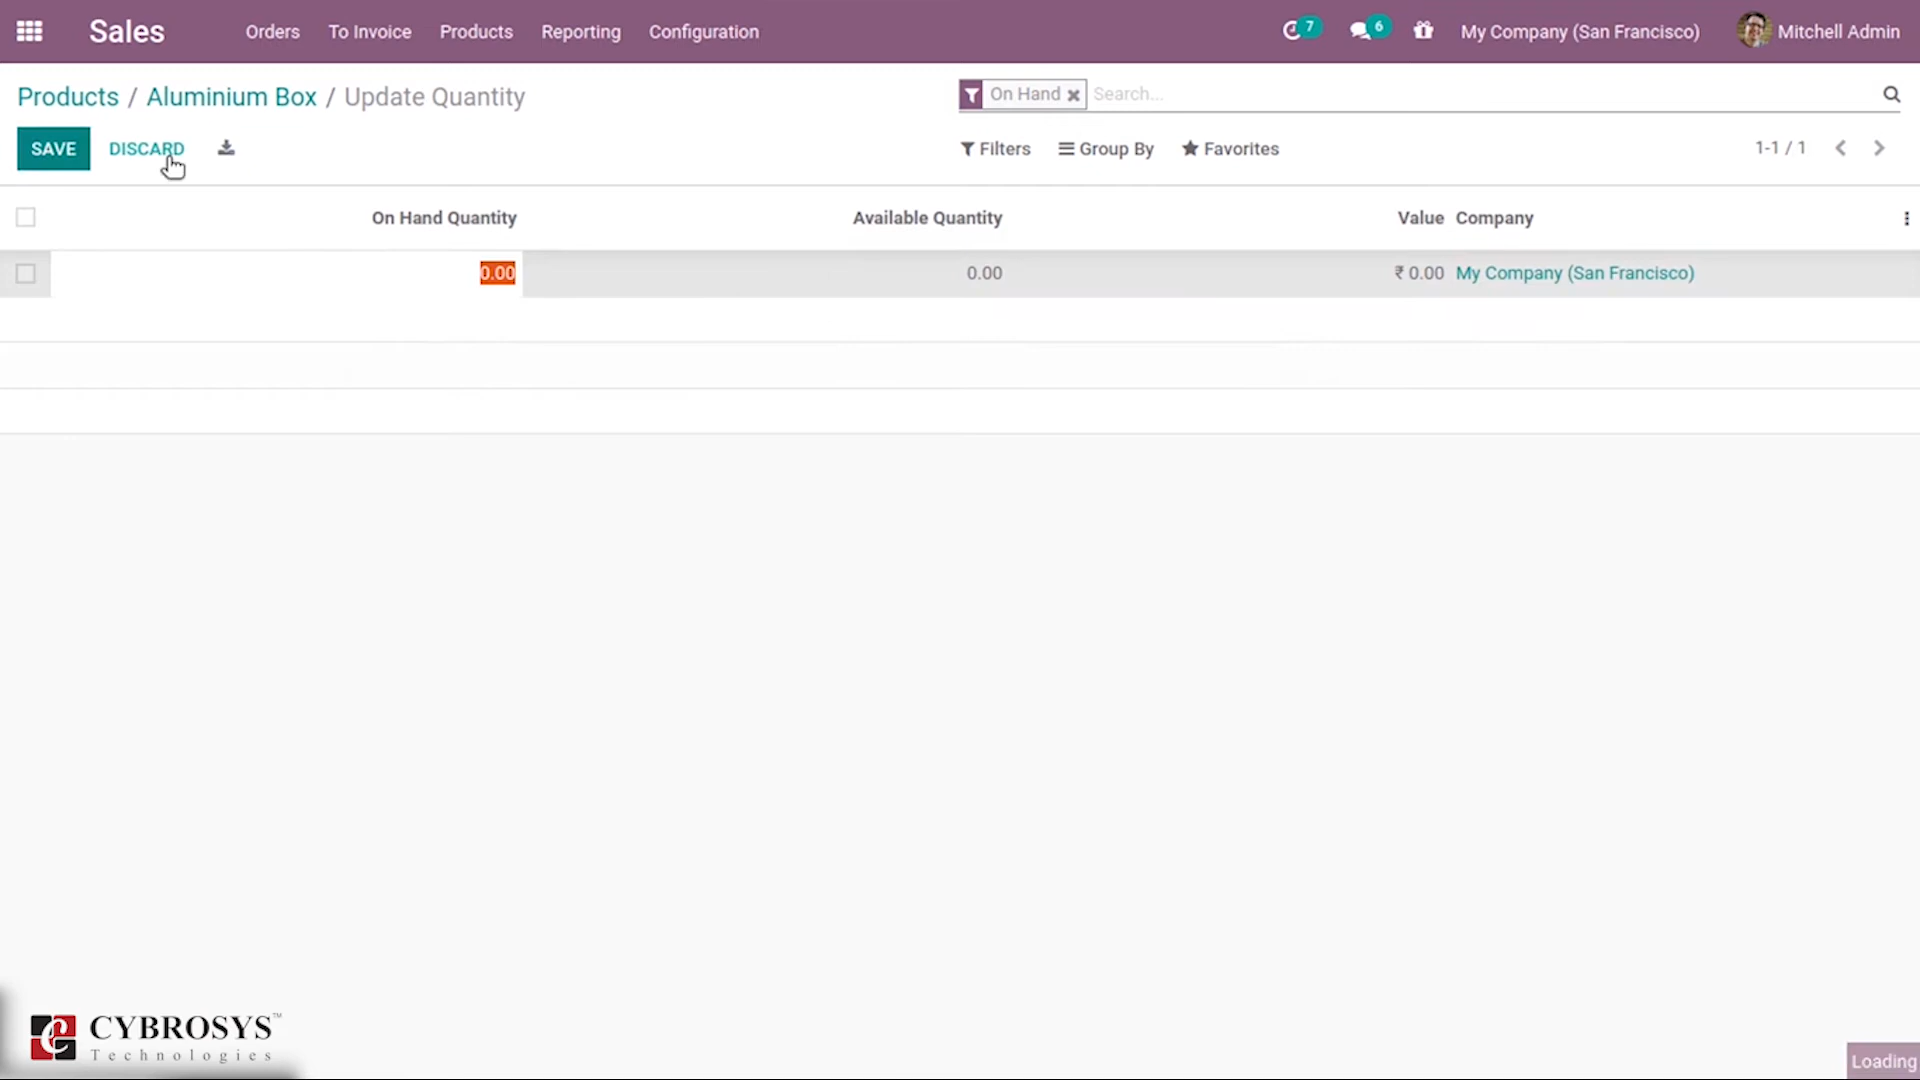 Sales Orders To Invoice Products Reporting Configuration 7 6 My Company (San Francisco) Mitchell Admin
Products / Aluminium Box / Update Quantity On Hand Search...
SAVE DISCARD Filters Group By Favorites 1-1 / 1
On Hand Quantity Available Quantity Value Company
0.00 0.00 ₹ 0.00 My Company (San Francisco)
CYBROSYS™
Technologies
Loading